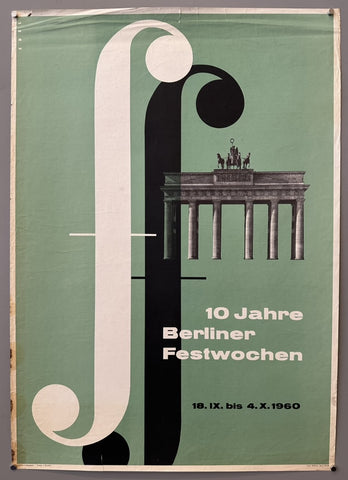 10 Jahre
Berliner
Festwochen
18. IX. bis 4. X. 1960